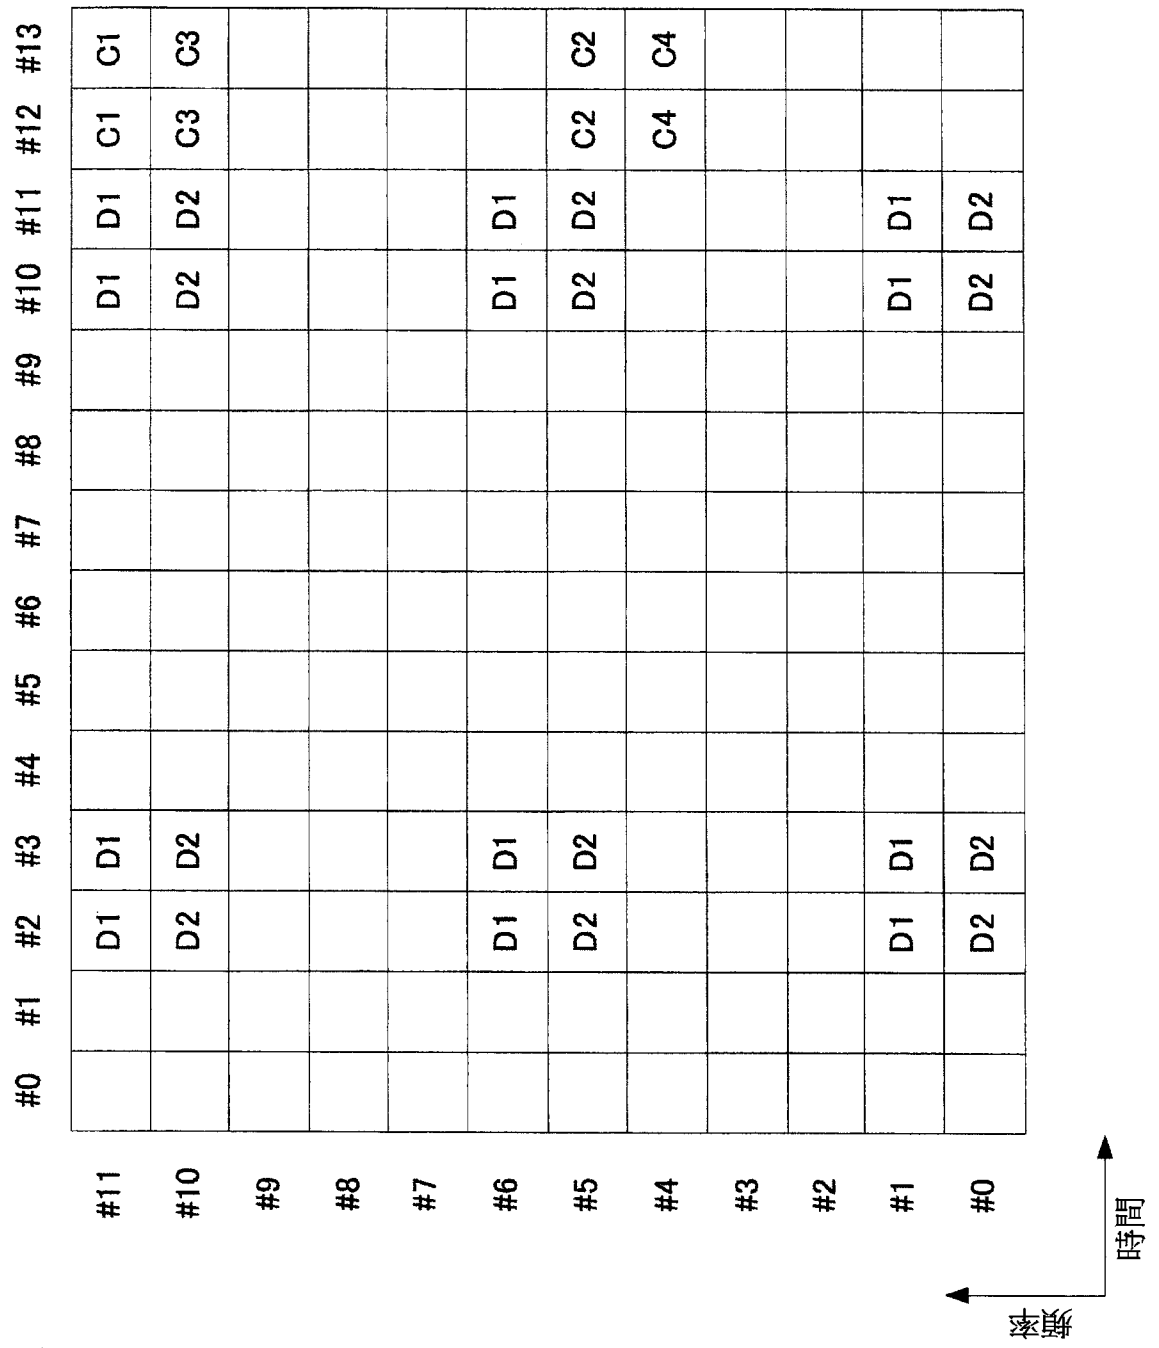 #0 #1 #2 #3 #4 #5 #6 #7 #8 #9 #10 #11 #12 #13
#11 D1 D1 D1 D1 C1 C1
#10 D2 D2 D2 D2 C3 C3
#9
#8
#7
#6 D1 D1 D1 D1
#5 D2 D2 D2 D2 C2 C2
#4 C4 C4
#3
#2
#1 D1 D1 D1 D1
#0 D2 D2 D2 D2
頻率
時間